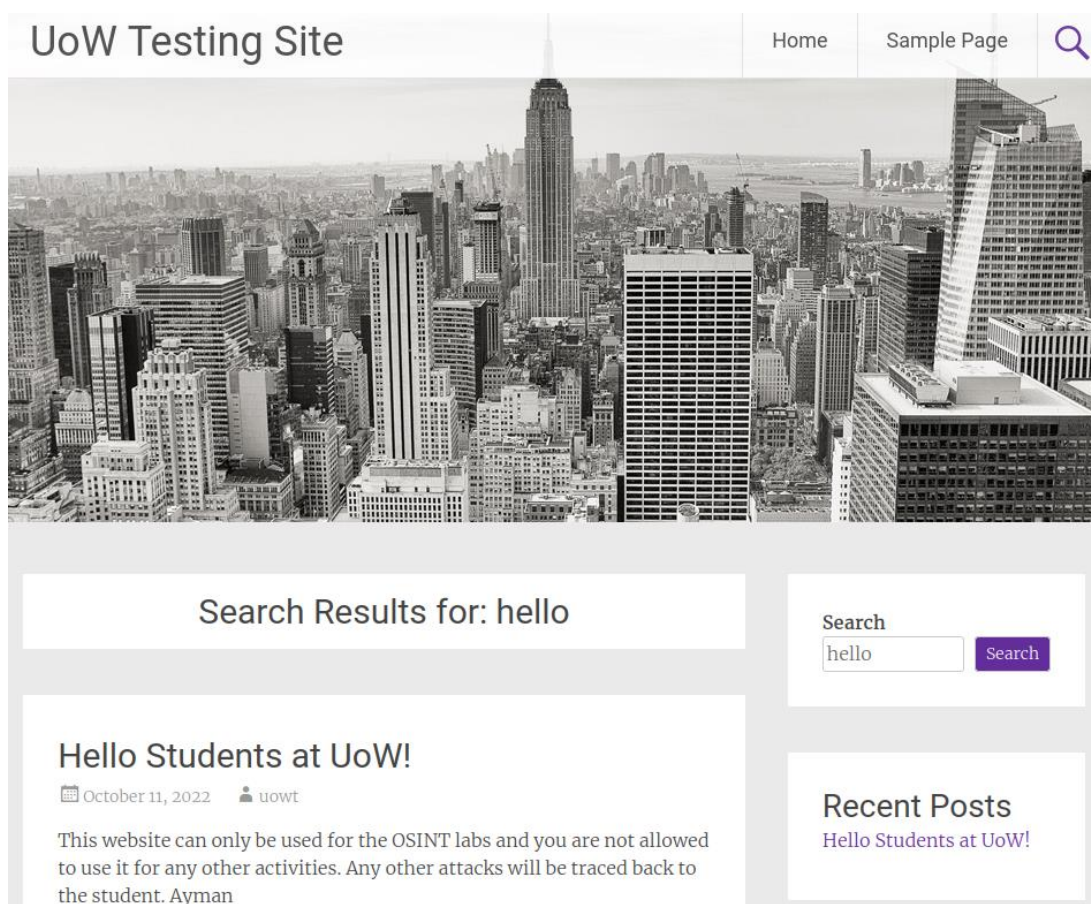 UoW Testing Site
Home
Sample Page
Search Results for: hello
Search
hello
Search
Hello Students at UoW!
October 11, 2022
uowt
This website can only be used for the OSINT labs and you are not allowed
to use it for any other activities. Any other attacks will be traced back to
the student. Ayman
Recent Posts
Hello Students at UoW!